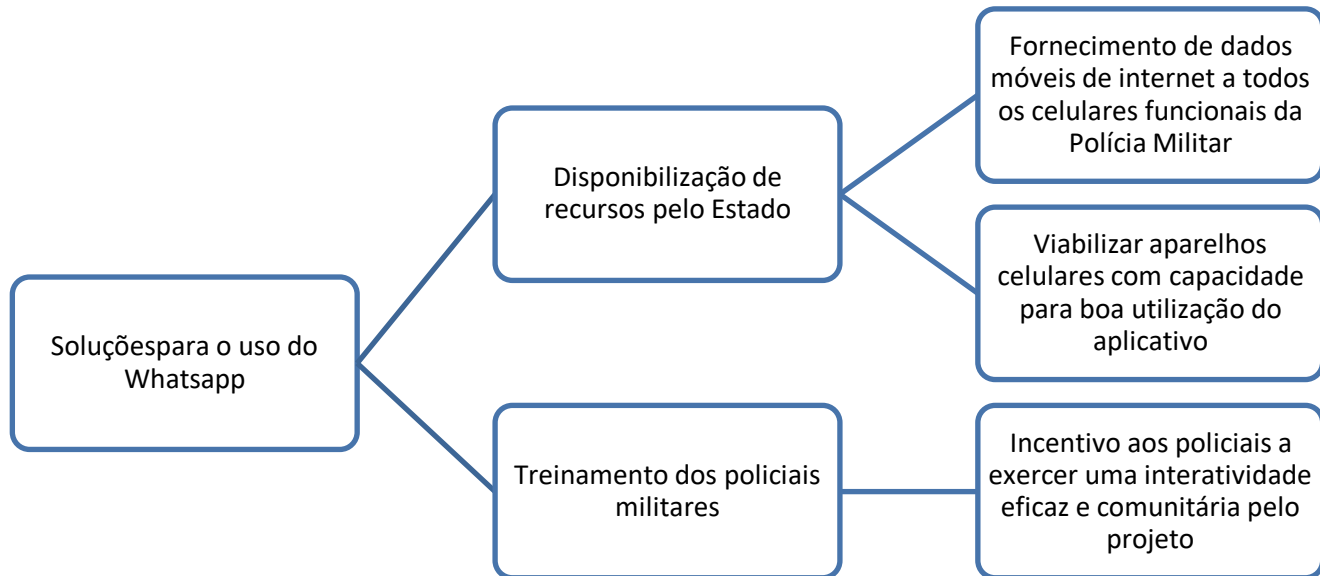 Soluçõespara o uso do
Whatsapp
Disponibilização de
recursos pelo Estado
Fornecimento de dados
móveis de internet a todos
os celulares funcionais da
Polícia Militar
Viabilizar aparelhos
celulares com capacidade
para boa utilização do
aplicativo
Treinamento dos policiais
militares
Incentivo aos policiais a
exercer uma interatividade
eficaz e comunitária pelo
projeto